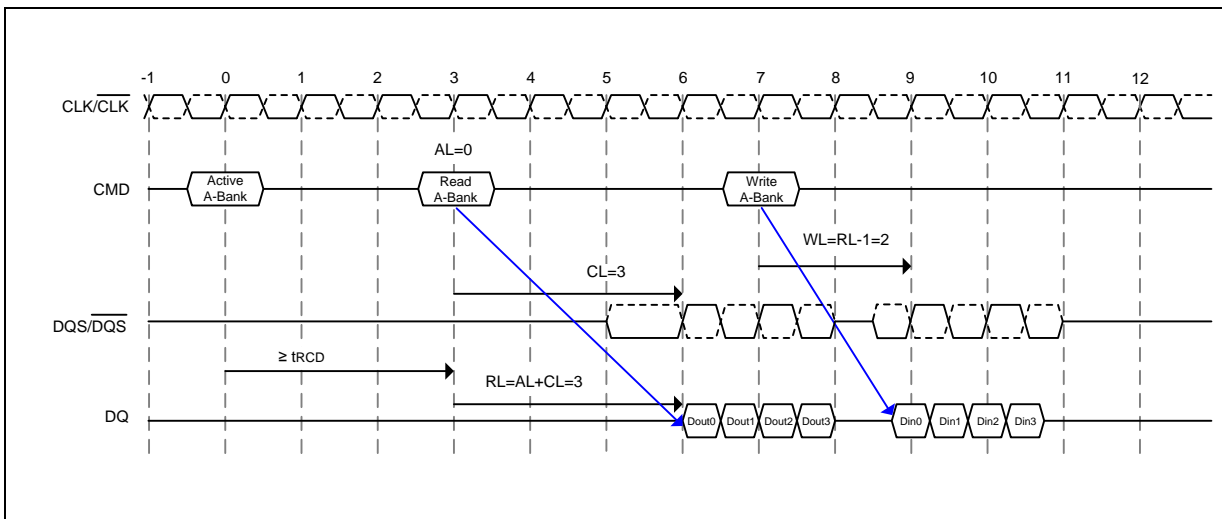 -1 0 1 2 3 4 5 6 7 8 9 10 11 12
CLK/CLK
AL=0
CMD
Active
A-Bank
Read
A-Bank
Write
A-Bank
WL=RL-1=2
CL=3
DQS/DQS
≥ tRCD
RL=AL+CL=3
DQ
Dout0 Dout1 Dout2 Dout3 Din0 Din1 Din2 Din3